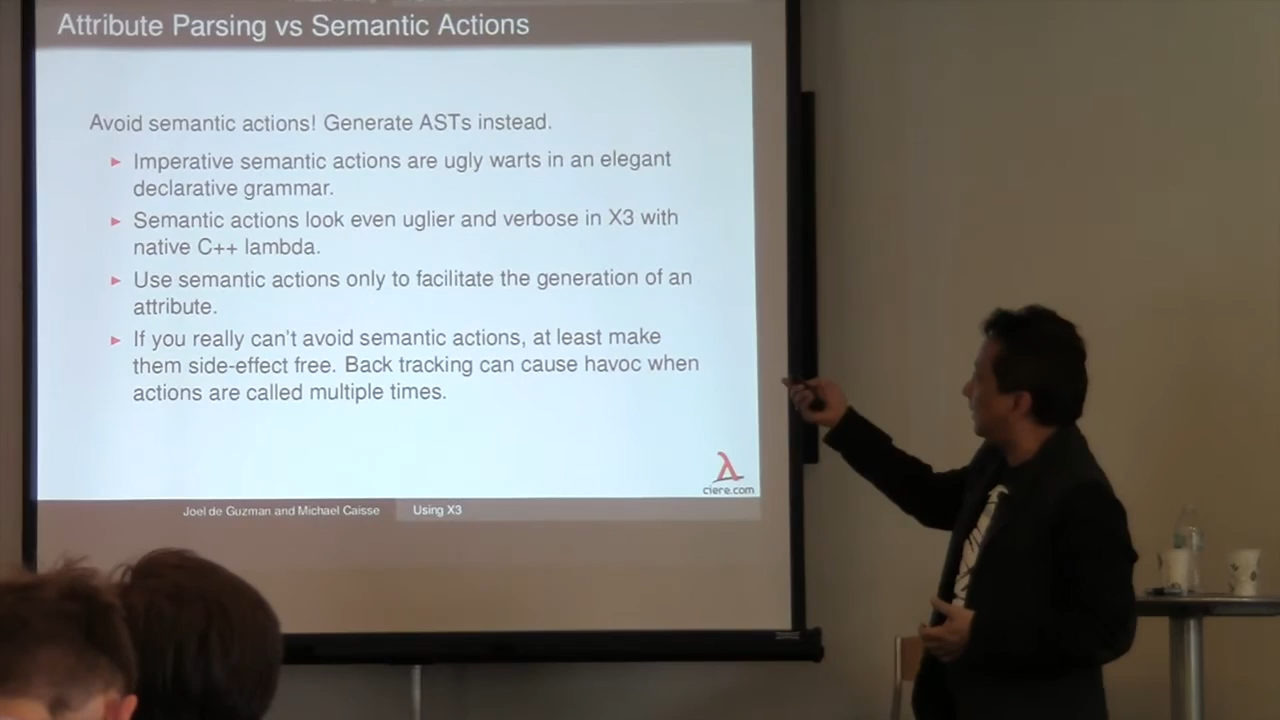 Attribute Parsing vs Semantic Actions
Avoid semantic actions! Generate ASTs instead.
Imperative semantic actions are ugly warts in an elegant
declarative grammar.
Semantic actions look even uglier and verbose in X3 with
native C++ lambda.
Use semantic actions only to facilitate the generation of an
attribute.
If you really can't avoid semantic actions, at least make
them side-effect free. Back tracking can cause havoc when
actions are called multiple times.
λ
ciere.com
Joel de Guzman and Michael Caisse
Using X3